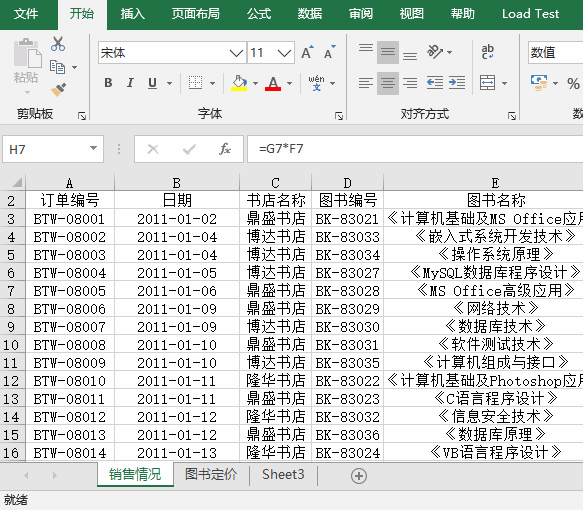 文件 开始 插入 页面布局 公式 数据 审阅 视图 帮助 Load Test
宋体 11 A A ab c 数值
粘贴 B I U A wén 文 %
剪贴板 字体 对齐方式 数
H7 fx =G7*F7
A B C D E
2 订单编号 日期 书店名称 图书编号 图书名称
3 BTW-08001 2011-01-02 鼎盛书店 BK-83021 《计算机基础及MS Office应用
4 BTW-08002 2011-01-04 博达书店 BK-83033 《嵌入式系统开发技术》
5 BTW-08003 2011-01-04 博达书店 BK-83034 《操作系统原理》
6 BTW-08004 2011-01-05 博达书店 BK-83027 《MySQL数据库程序设计》
7 BTW-08005 2011-01-06 鼎盛书店 BK-83028 《MS Office高级应用》
8 BTW-08006 2011-01-09 鼎盛书店 BK-83029 《网络技术》
9 BTW-08007 2011-01-09 博达书店 BK-83030 《数据库技术》
10 BTW-08008 2011-01-10 鼎盛书店 BK-83031 《软件测试技术》
11 BTW-08009 2011-01-10 博达书店 BK-83035 《计算机组成与接口》
12 BTW-08010 2011-01-11 隆华书店 BK-83022 《计算机基础及Photoshop应用
13 BTW-08011 2011-01-11 鼎盛书店 BK-83023 《C语言程序设计》
14 BTW-08012 2011-01-12 隆华书店 BK-83032 《信息安全技术》
15 BTW-08013 2011-01-12 鼎盛书店 BK-83036 《数据库原理》
16 BTW-08014 2011-01-13 隆华书店 BK-83024 《VB语言程序设计》
销售情况 图书定价 Sheet3
就绪